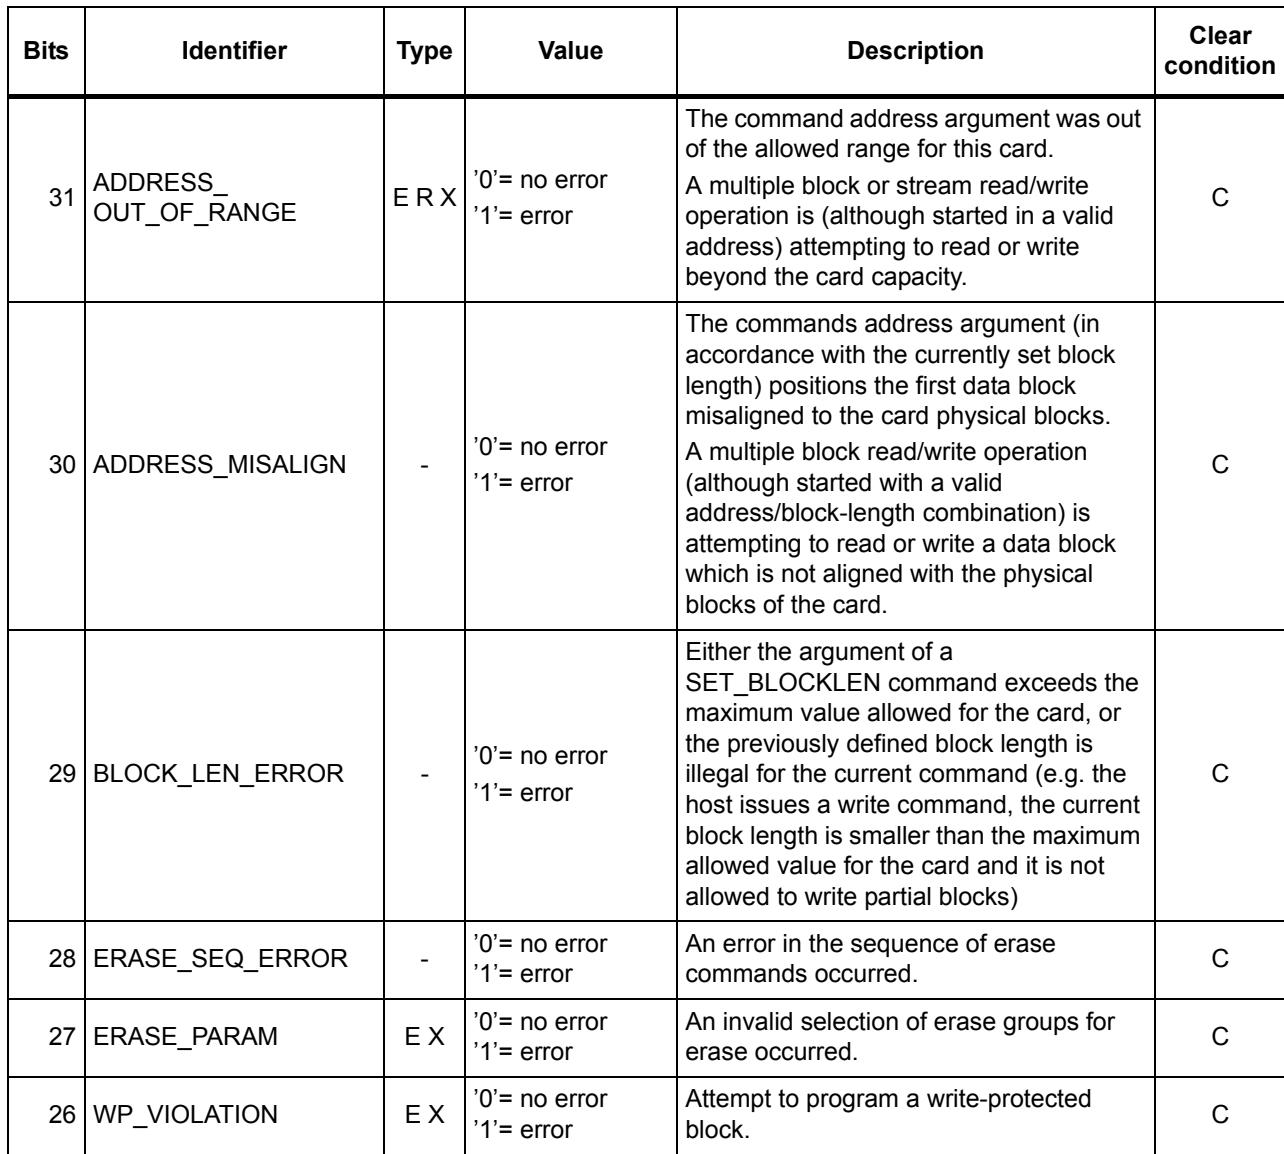 Bits Identifier Type Value Description Clear
condition
31 ADDRESS_
OUT_OF_RANGE
E R X
’0’= no error
’1’= error
The command address argument was out
of the allowed range for this card.
A multiple block or stream read/write
operation is (although started in a valid
address) attempting to read or write
beyond the card capacity.
C
30 ADDRESS_MISALIGN
-
’0’= no error
’1’= error
The commands address argument (in
accordance with the currently set block
length) positions the first data block
misaligned to the card physical blocks.
A multiple block read/write operation
(although started with a valid
address/block-length combination) is
attempting to read or write a data block
which is not aligned with the physical
blocks of the card.
C
29 BLOCK_LEN_ERROR
-
’0’= no error
’1’= error
Either the argument of a
SET_BLOCKLEN command exceeds the
maximum value allowed for the card, or
the previously defined block length is
illegal for the current command (e.g. the
host issues a write command, the current
block length is smaller than the maximum
allowed value for the card and it is not
allowed to write partial blocks)
C
28 ERASE_SEQ_ERROR
-
’0’= no error
’1’= error
An error in the sequence of erase
commands occurred.
C
27 ERASE_PARAM
E X
’0’= no error
’1’= error
An invalid selection of erase groups for
erase occurred.
C
26 WP_VIOLATION
E X
’0’= no error
’1’= error
Attempt to program a write-protected
block.
C